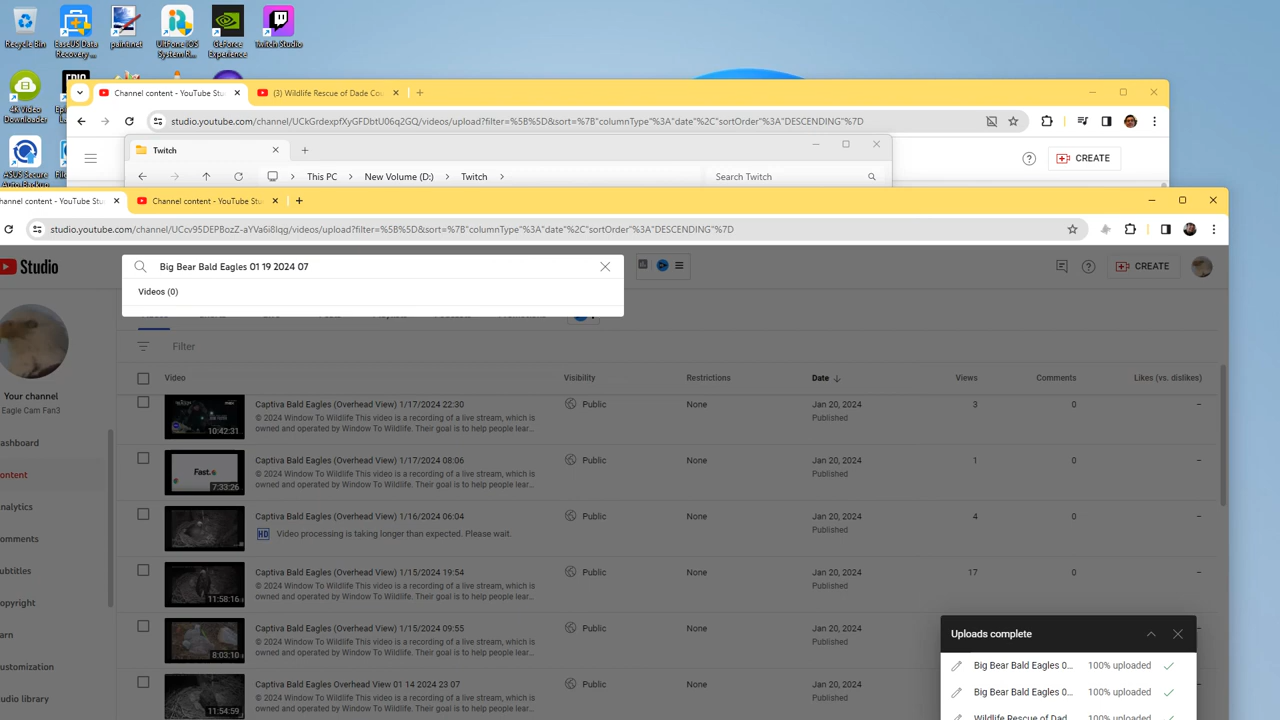 Recycle Bin
EaseUS Data Recovery ...
paint.net
UltFone iOS System R...
GeForce Experience
Twitch Studio
4K Video Downloader
EPIC
ASUS Secure Auto Backup
Channel content - YouTube Stu
(3) Wildlife Rescue of Dade Cou
studio.youtube.com/channel/UCkGrdexpfXyGFDbtU06q2GQ/videos/upload?filter=%5B%5D&sort=%7B"columnType"%3A"date"%2C"sortOrder"%3A"DESCENDING"%7D
CREATE
Twitch
This PC > New Volume (D:) > Twitch >
Search Twitch
hannel content - YouTube Stu
Channel content - YouTube Stu
studio.youtube.com/channel/UCcv95DEPBozZ-aYVa6i8lqg/videos/upload?filter=%5B%5D&sort=%7B"columnType"%3A"date"%2C"sortOrder"%3A"DESCENDING"%7D
Studio
Big Bear Bald Eagles 01 19 2024 07
CREATE
Videos (0)
Filter
Video Visibility Restrictions Date Views Comments Likes (vs. dislikes)
Your channel
Eagle Cam Fan3
ashboard
ontent
nalytics
omments
ubtitles
opyright
arn
ustomization
udio library
Captiva Bald Eagles (Overhead View) 1/17/2024 22:30 Public None Jan 20, 2024 3 0 –
© 2024 Window To Wildlife This video is a recording of a live stream, which is Published
owned and operated by Window To Wildlife. Their goal is to help people lear...
10:42:31
Captiva Bald Eagles (Overhead View) 1/17/2024 08:06 Public None Jan 20, 2024 1 0 –
© 2024 Window To Wildlife This video is a recording of a live stream, which is Published
owned and operated by Window To Wildlife. Their goal is to help people lear...
Fast.
7:33:26
Captiva Bald Eagles (Overhead View) 1/16/2024 06:04 Public None Jan 20, 2024 4 0 –
HD Video processing is taking longer than expected. Please wait. Published
Captiva Bald Eagles (Overhead View) 1/15/2024 19:54 Public None Jan 20, 2024 17 0 –
© 2024 Window To Wildlife This video is a recording of a live stream, which is Published
owned and operated by Window To Wildlife. Their goal is to help people lear...
11:58:16
Captiva Bald Eagles (Overhead View) 1/15/2024 09:55 Public None Jan 20, 2024
© 2024 Window To Wildlife This video is a recording of a live stream, which is Published
owned and operated by Window To Wildlife. Their goal is to help people lear...
8:03:10
Captiva Bald Eagles Overhead View 01 14 2024 23 07 Public None Jan 20, 2024
© 2024 Window To Wildlife This video is a recording of a live stream, which is Published
owned and operated by Window To Wildlife. Their goal is to help people lear...
11:54:59
Uploads complete
Big Bear Bald Eagles 0... 100% uploaded
Big Bear Bald Eagles 0... 100% uploaded
Wildlife Rescue of Dad... 100% uploaded